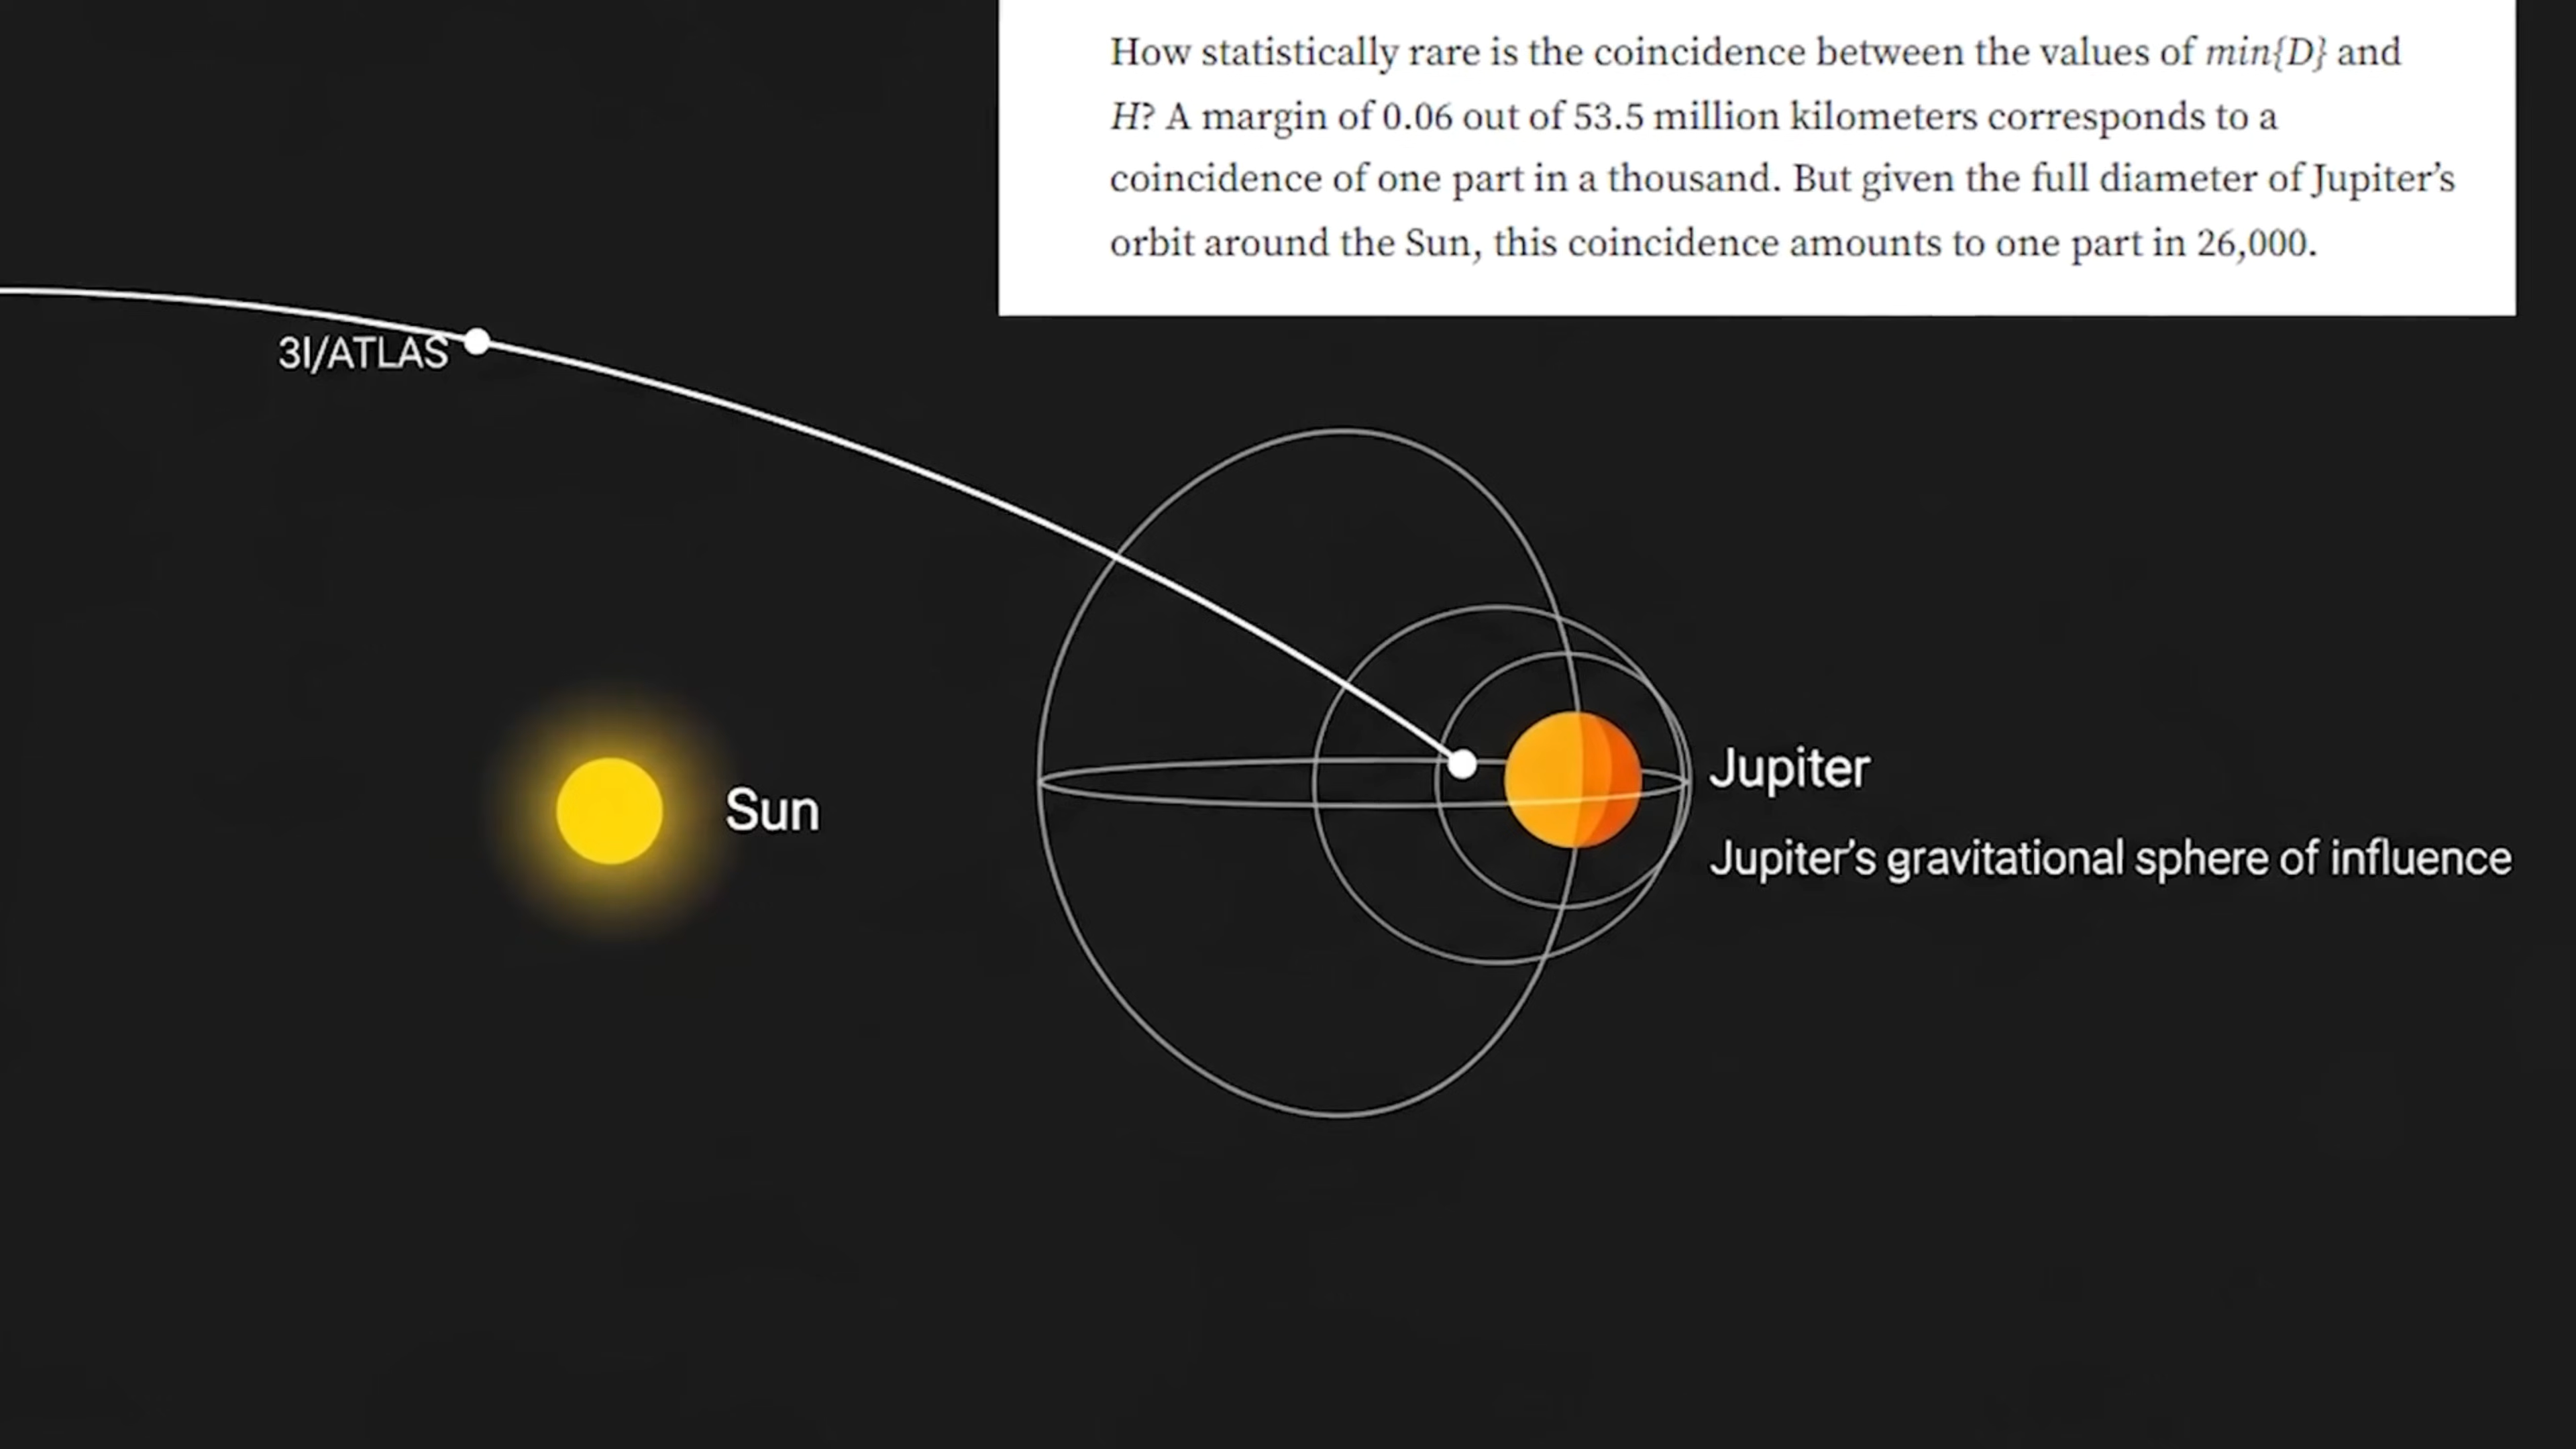 How statistically rare is the coincidence between the values of min{D} and
H? A margin of 0.06 out of 53.5 million kilometers corresponds to a
coincidence of one part in a thousand. But given the full diameter of Jupiter’s
orbit around the Sun, this coincidence amounts to one part in 26,000.
3I/ATLAS
Sun
Jupiter
Jupiter’s gravitational sphere of influence